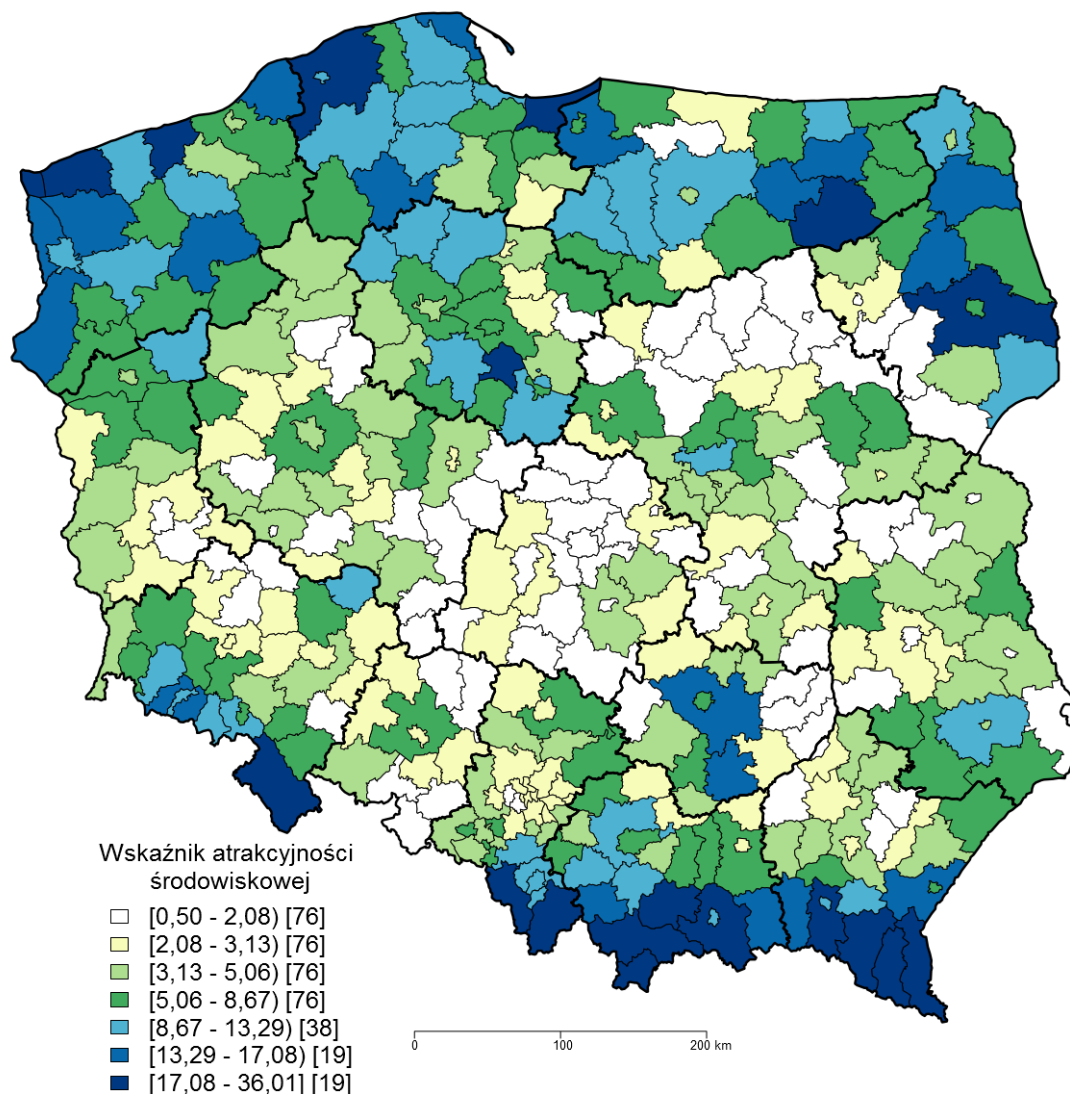 Wskaźnik atrakcyjności
środowiskowej
[0,50 - 2,08) [76]
[2,08 - 3,13) [76]
[3,13 - 5,06) [76]
[5,06 - 8,67) [76]
[8,67 - 13,29) [38]
[13,29 - 17,08) [19]
[17,08 - 36,01] [19]
0 100 200 km